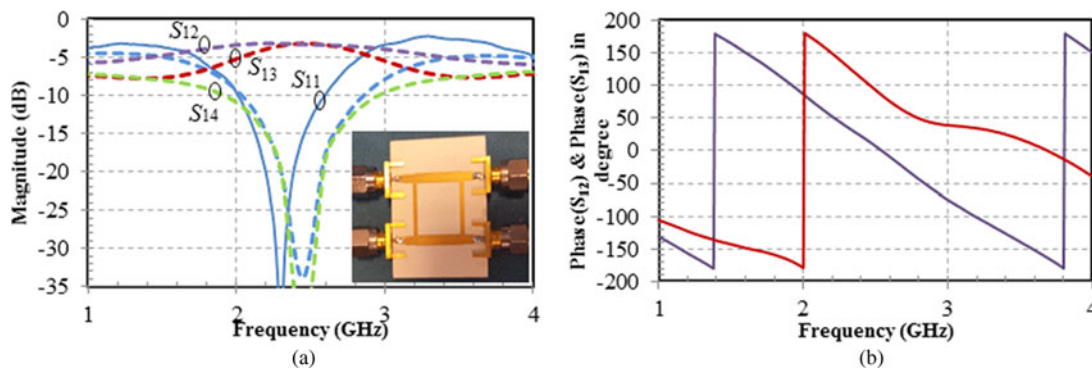 (a)
0
-5
-10
-15
-20
-25
-30
-35
Magnitude (dB)
S12
S13
S11
S14
1
2
3
4
Frequency (GHz)
(a)
200
150
100
50
0
-50
-100
-150
-200
Phase(S12) & Phase(S13) in
degree
1
2
3
4
Frequency (GHz)
(b)